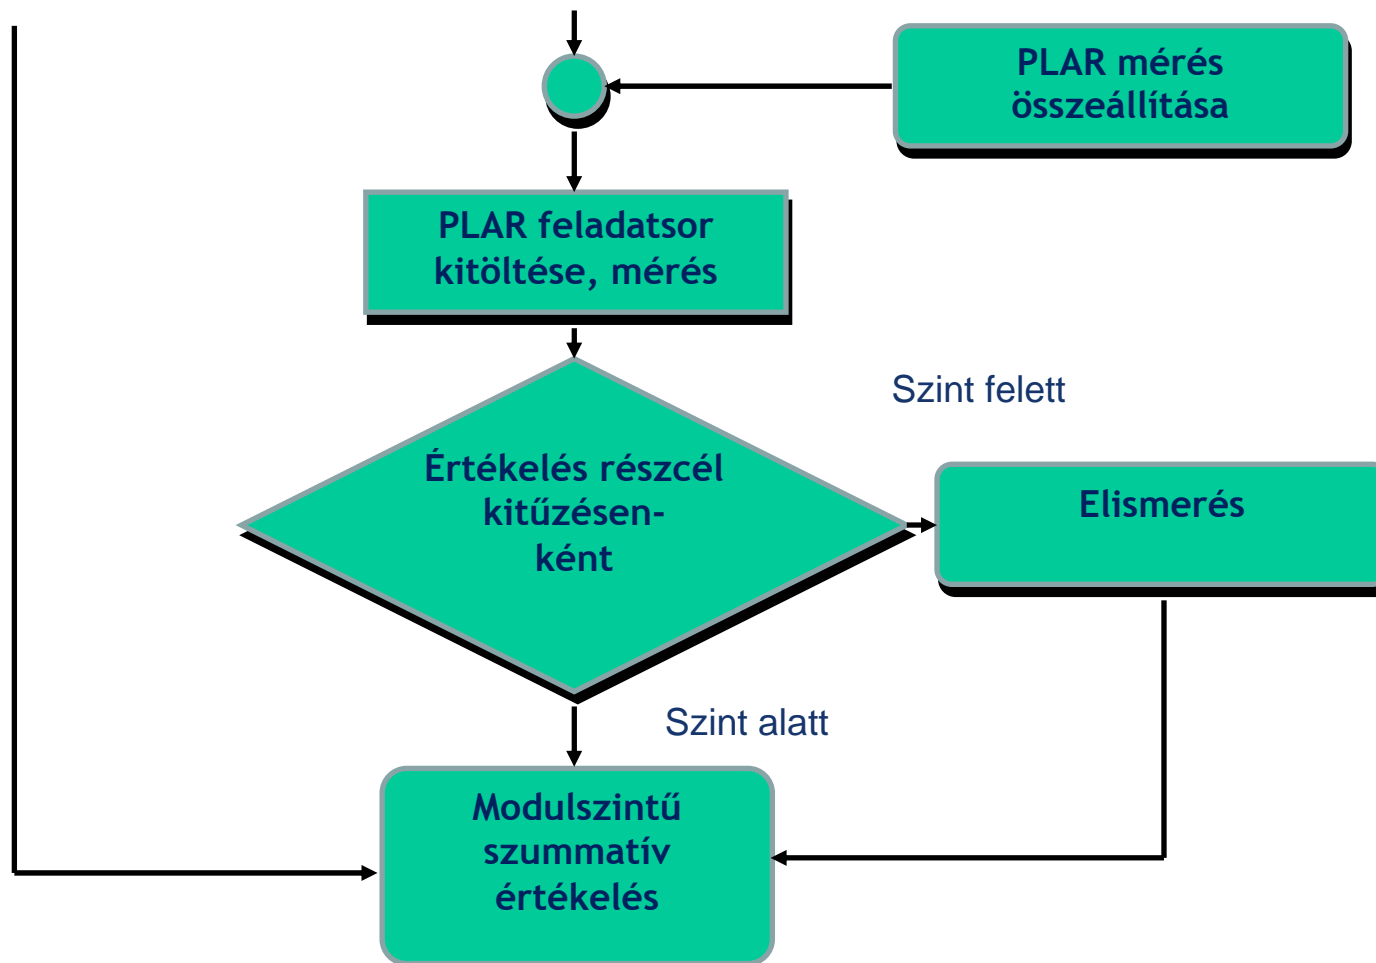 PLAR mérés
összeállítása
PLAR feladatsor
kitöltése, mérés
Szint felett
Értékelés részcél
kitűzésen-
ként
Elismerés
Szint alatt
Modulszintű
szummatív
értékelés